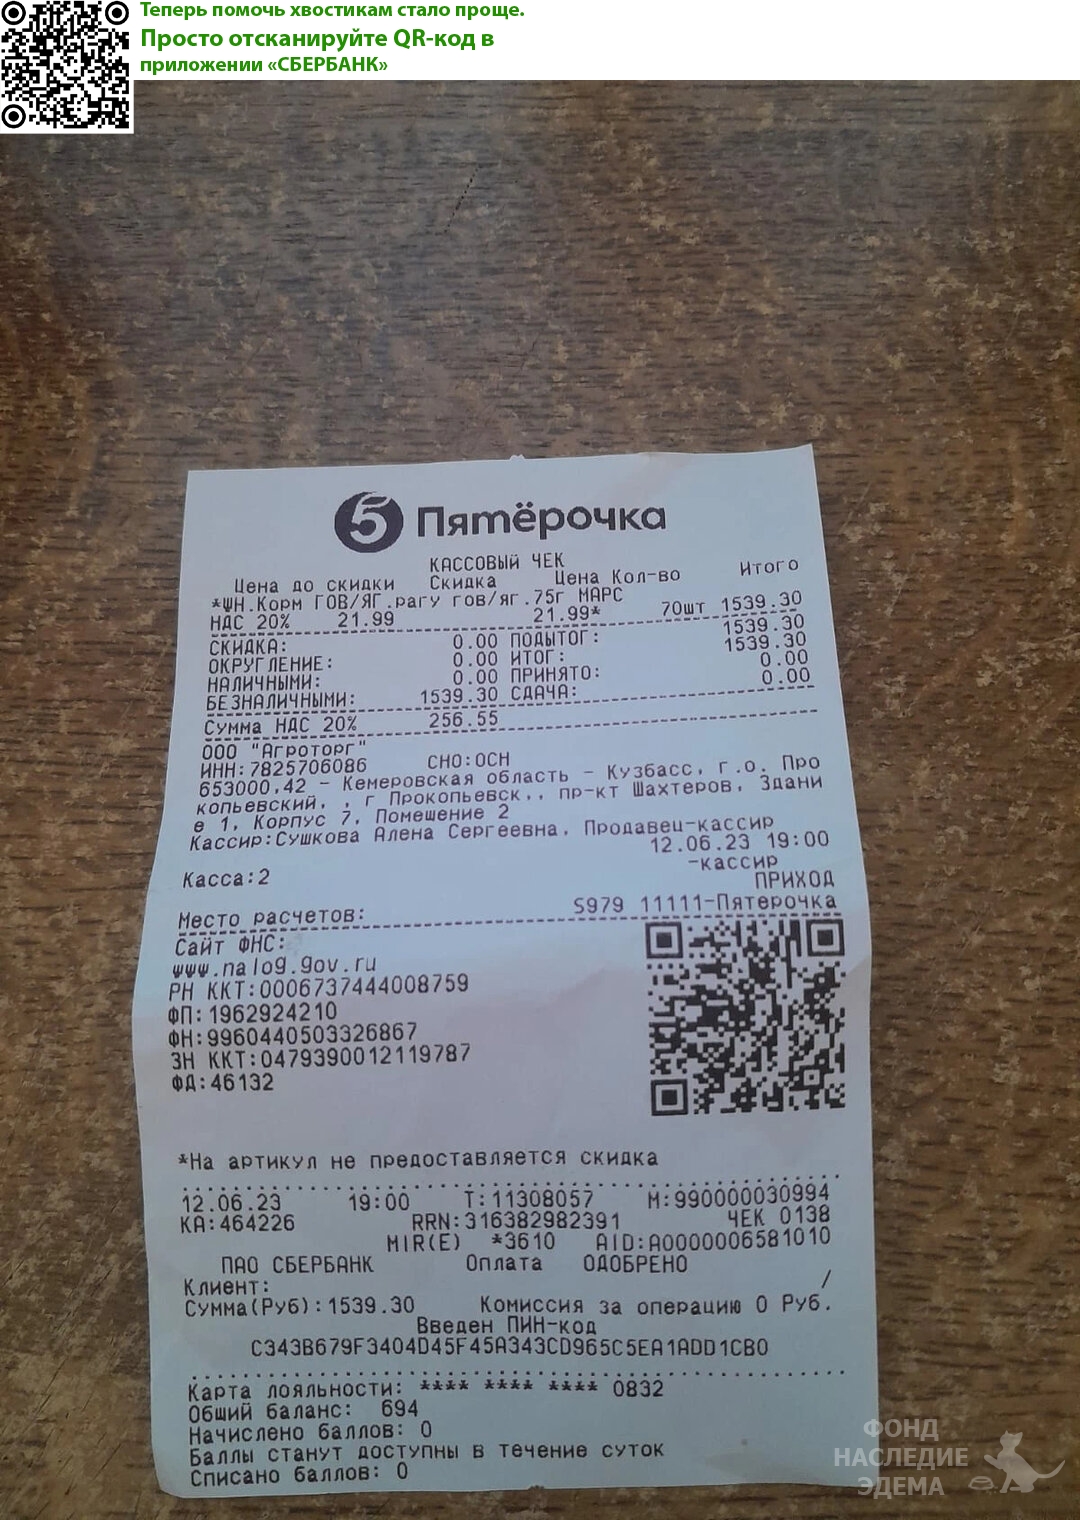 Теперь помочь хвостикам стало проще.
Просто отсканируйте QR-код в
приложении «СБЕРБАНК»
5 Пятёрочка
КАССОВЫЙ ЧЕК
Цена до скидки Скидка Цена Кол-во Итого
*ШН.Корм ГОВ/ЯГ.рагу гов/яг.75г МАРС
НДС 20% 21.99 21.99* 70шт 1539.30
СКИДКА: 0.00 ПОДЫТОГ: 1539.30
ОКРУГЛЕНИЕ: 0.00 ИТОГ: 1539.30
НАЛИЧНЫМИ: 0.00 ПРИНЯТО: 0.00
БЕЗНАЛИЧНЫМИ: 1539.30 СДАЧА: 0.00
Сумма НДС 20% 256.55
ООО "Агроторг"
ИНН:7825706086 СНО:ОСН
653000,42 - Кемеровская область - Кузбасс, г.о. Про
копьевский, , г Прокопьевск,, пр-кт Шахтеров, Здани
е 1, Корпус 7, Помещение 2
Кассир:Сушкова Алена Сергеевна, Продавец-кассир
12.06.23 19:00
-кассир
Касса:2 ПРИХОД
Место расчетов: S979 11111-Пятерочка
Сайт ФНС:
www.nalog.gov.ru
РН ККТ:0006737444008759
ФП:1962924210
ФН:9960440503326867
ЗН ККТ:0479390012119787
ФД:46132
*На артикул не предоставляется скидка
12.06.23 19:00 Т:11308057 М:990000030994
КА:464226 RRN:316382982391 ЧЕК 0138
MIR(E) *3610 AID:A0000006581010
ПАО СБЕРБАНК Оплата ОДОБРЕНО
Клиент: /
Сумма(Руб):1539.30 Комиссия за операцию 0 Руб.
Введен ПИН-код
C343B679F3404D45F45A343CD965C5EA1ADD1CB0
Карта лояльности: **** **** **** 0832
Общий баланс: 694
Начислено баллов: 0
Баллы станут доступны в течение суток
Списано баллов: 0
ФОНД
НАСЛЕДИЕ
ЭДЕМА